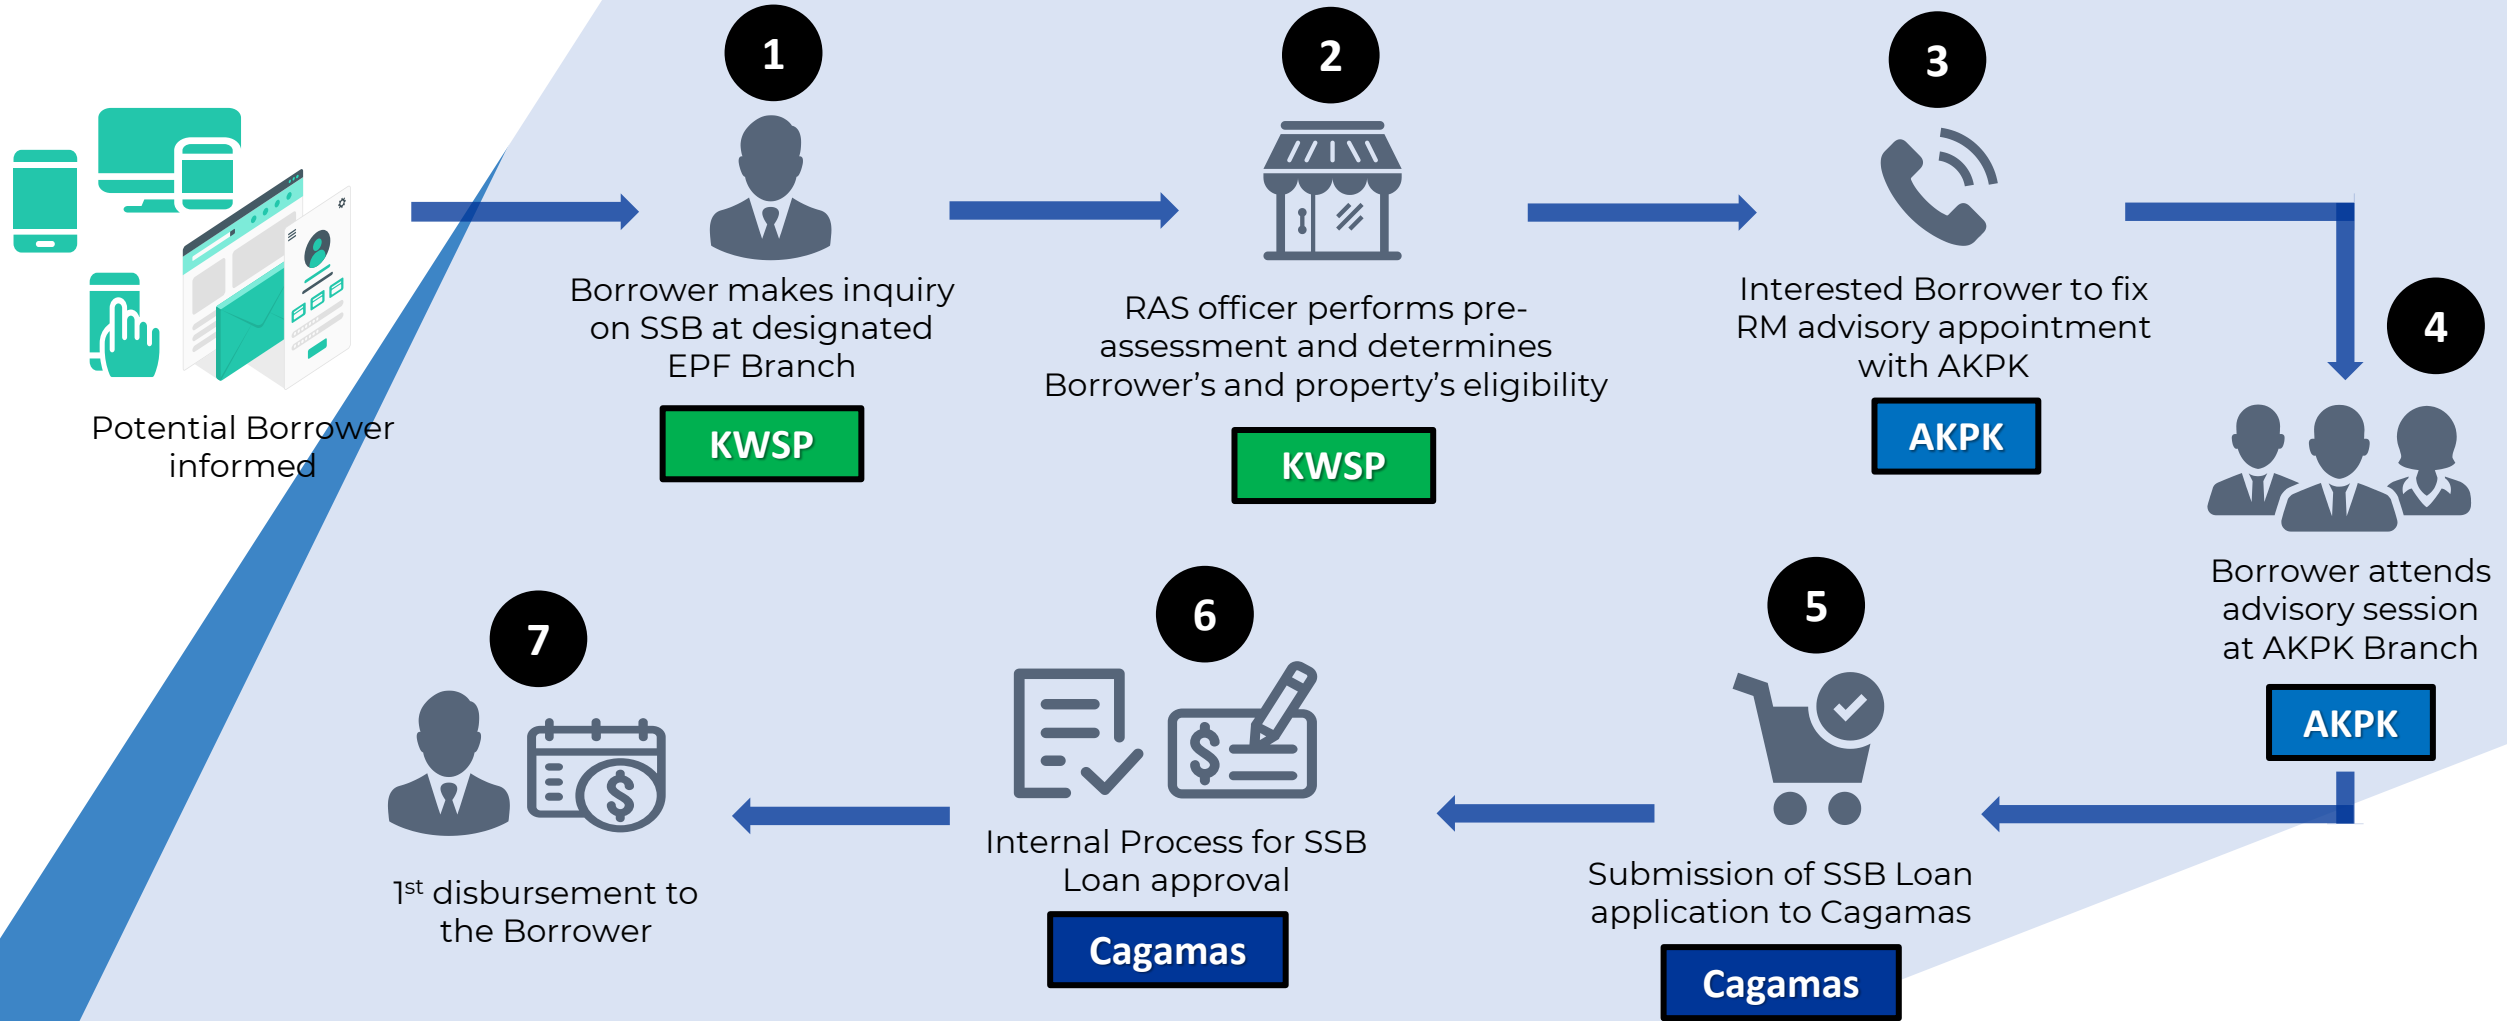 Potential Borrower
informed
1
Borrower makes inquiry
on SSB at designated
EPF Branch
KWSP
2
RAS officer performs pre-
assessment and determines
Borrower's and property's eligibility
KWSP
3
Interested Borrower to fix
RM advisory appointment
with AKPK
AKPK
4
Borrower attends
advisory session
at AKPK Branch
AKPK
5
Submission of SSB Loan
application to Cagamas
Cagamas
6
$
Internal Process for SSB
Loan approval
Cagamas
7
$
1st disbursement to
the Borrower